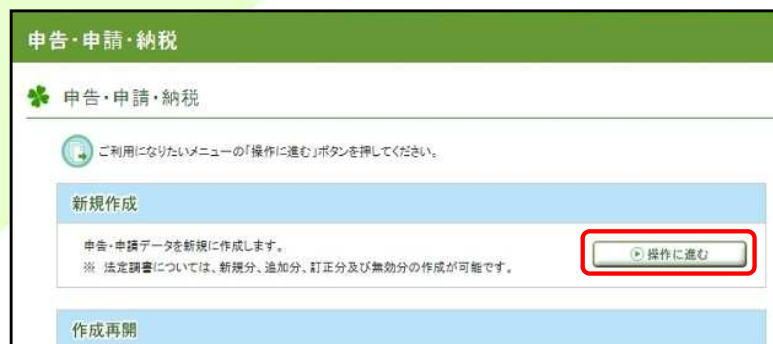 申告・申請・納税
申告・申請・納税
ご利用になりたいメニューの「操作に進む」ボタンを押してください。
新規作成
申告・申請データを新規に作成します。
操作に進む
※ 法定調書については、新規分、追加分、訂正分及び無効分の作成が可能です。
作成再開